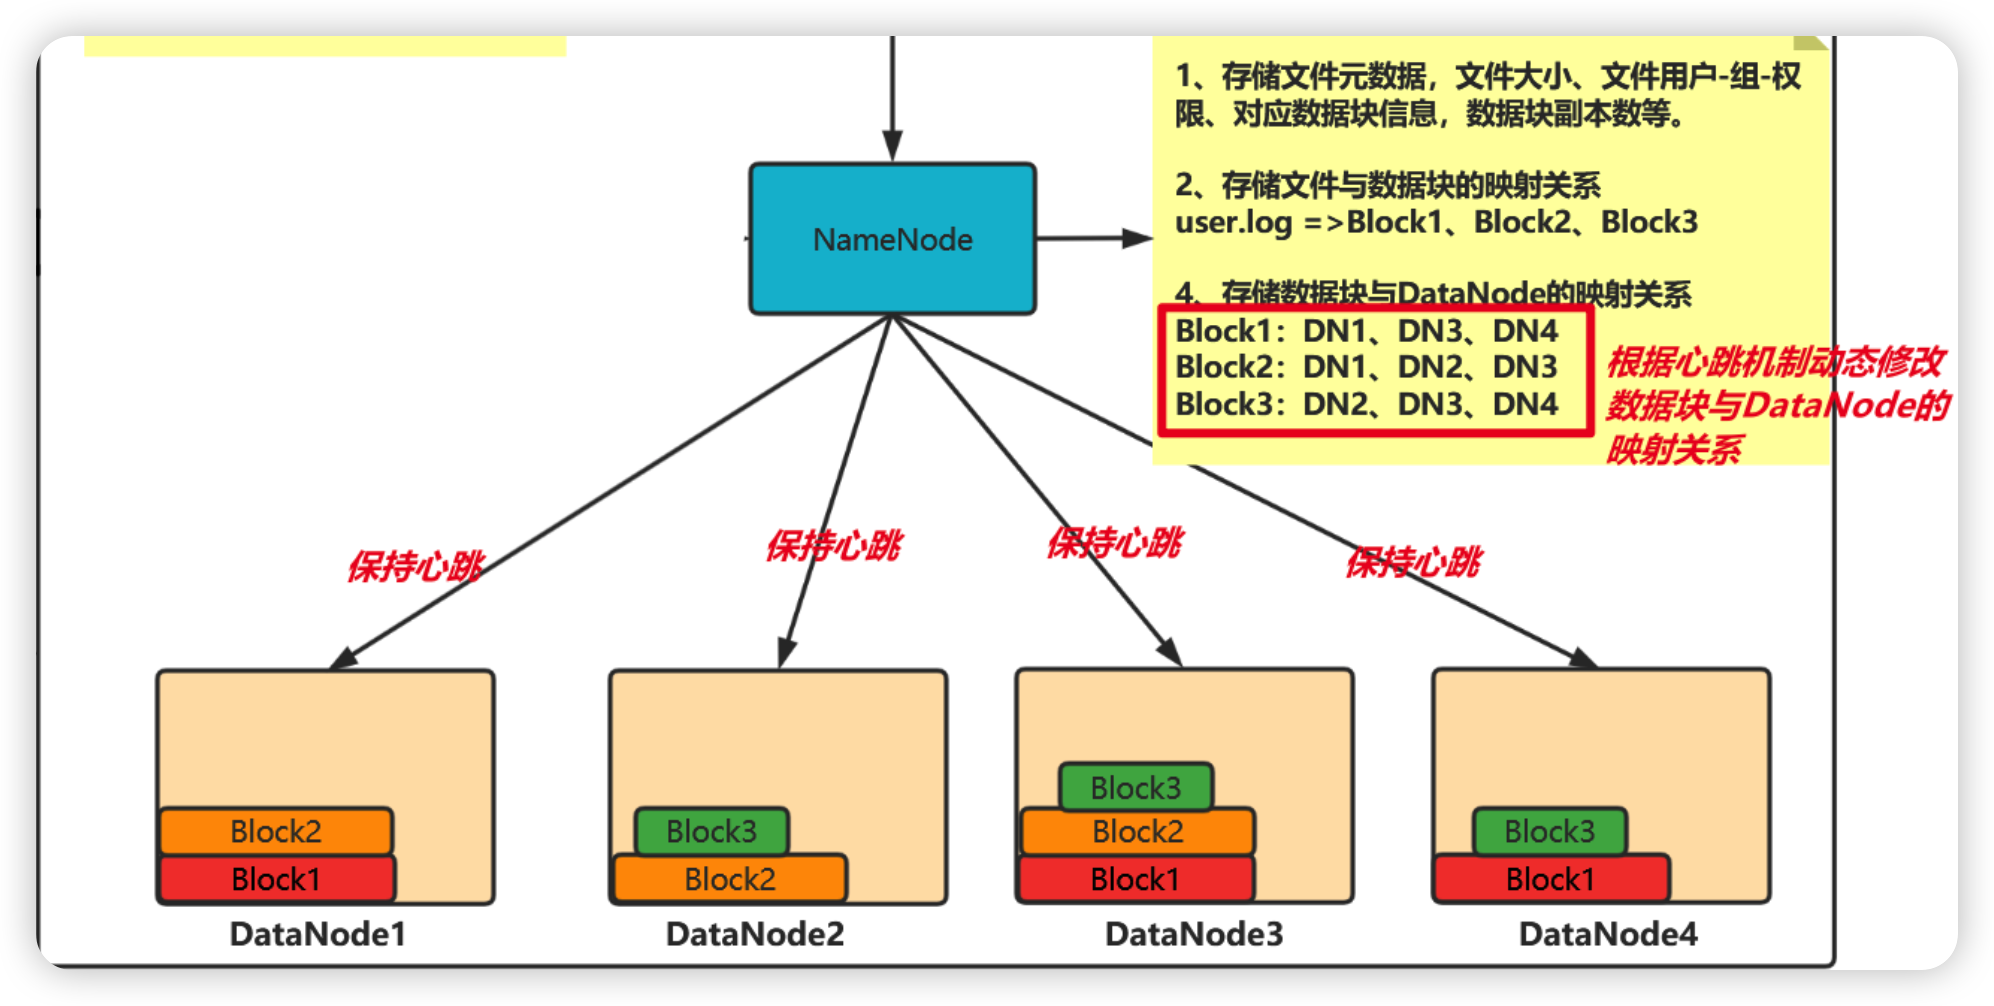 1、存储文件元数据，文件大小、文件用户-组-权
限、对应数据块信息，数据块副本数等。
2、存储文件与数据块的映射关系
user.log =>Block1、Block2、Block3
4、存储数据块与DataNode的映射关系
Block1：DN1、DN3、DN4
Block2：DN1、DN2、DN3
Block3：DN2、DN3、DN4
根据心跳机制动态修改
数据块与DataNode的
映射关系
NameNode
保持心跳
保持心跳
保持心跳
保持心跳
Block2
Block1
DataNode1
Block3
Block2
DataNode2
Block3
Block2
Block1
DataNode3
Block3
Block1
DataNode4